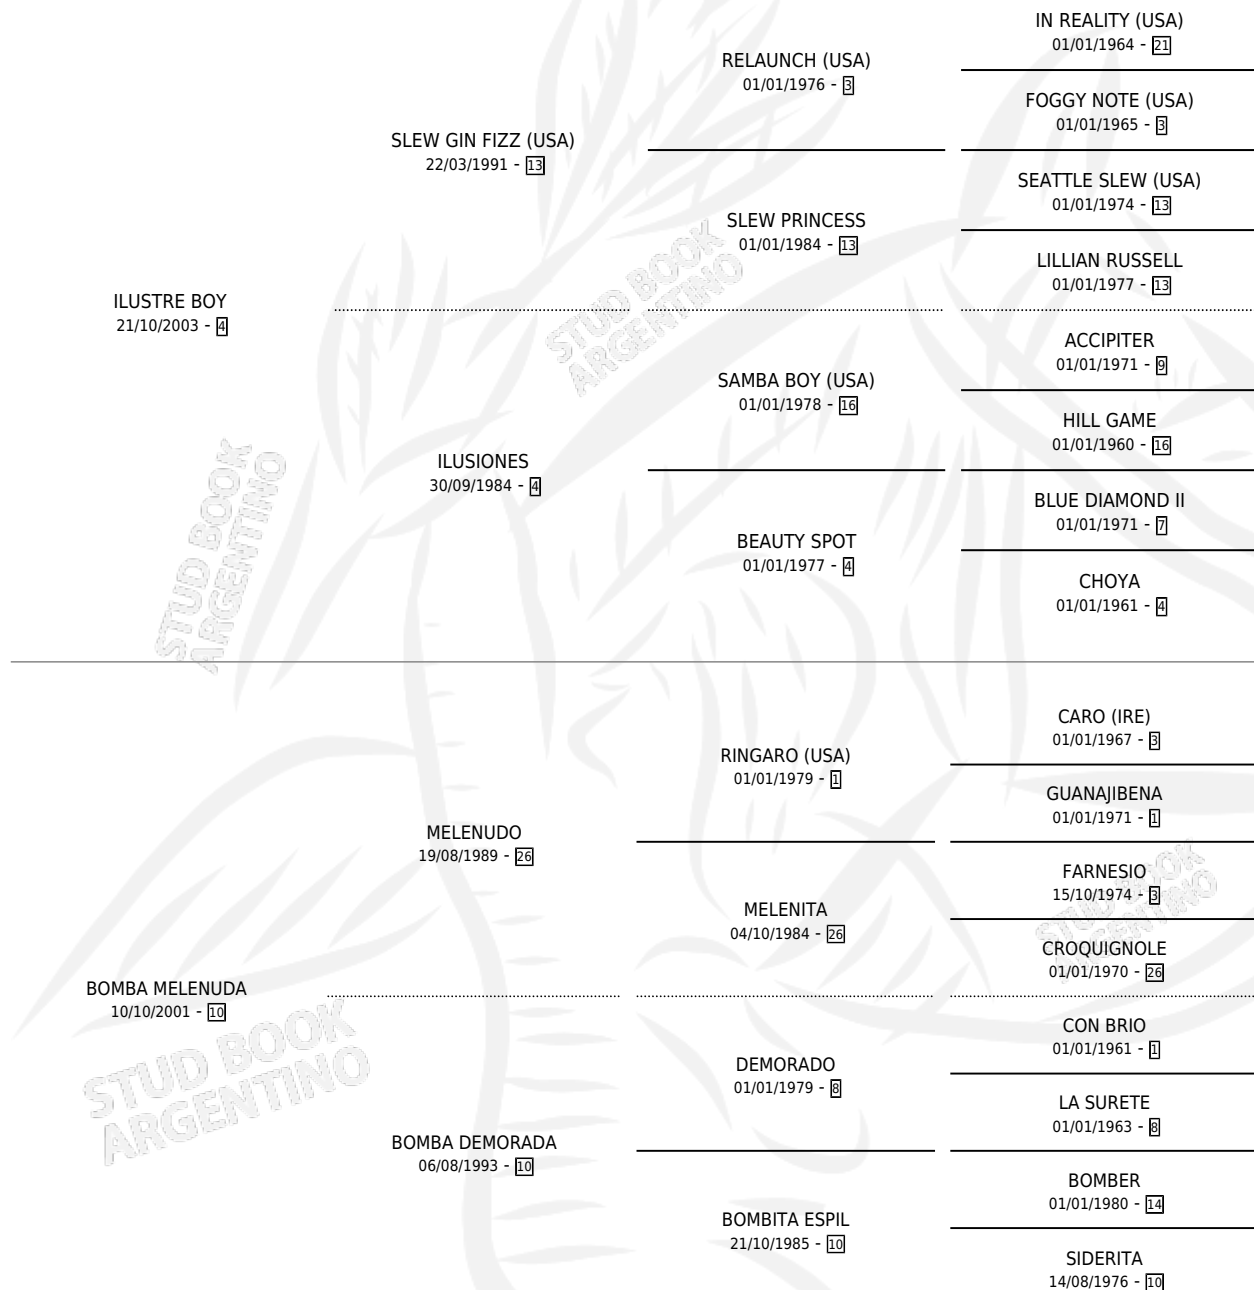 IN REALITY (USA)
01/01/1964 - 21
RELAUNCH (USA)
01/01/1976 - 3
FOGGY NOTE (USA)
01/01/1965 - 3
SLEW GIN FIZZ (USA)
22/03/1991 - 13
SEATTLE SLEW (USA)
01/01/1974 - 13
SLEW PRINCESS
01/01/1984 - 13
LILLIAN RUSSELL
01/01/1977 - 13
ILUSTRE BOY
21/10/2003 - 4
ACCIPITER
01/01/1971 - 9
SAMBA BOY (USA)
01/01/1978 - 16
HILL GAME
01/01/1960 - 16
ILUSIONES
30/09/1984 - 4
BLUE DIAMOND II
01/01/1971 - 7
BEAUTY SPOT
01/01/1977 - 4
CHOYA
01/01/1961 - 4
CARO (IRE)
01/01/1967 - 3
RINGARO (USA)
01/01/1979 - 1
GUANAJIBENA
01/01/1971 - 1
MELENUDO
19/08/1989 - 26
FARNESIO
15/10/1974 - 3
MELENITA
04/10/1984 - 26
CROQUIGNOLE
01/01/1970 - 26
BOMBA MELENUDA
10/10/2001 - 10
CON BRIO
01/01/1961 - 1
DEMORADO
01/01/1979 - 8
LA SURETE
01/01/1963 - 8
BOMBA DEMORADA
06/08/1993 - 10
BOMBER
01/01/1980 - 14
BOMBITA ESPIL
21/10/1985 - 10
SIDERITA
14/08/1976 - 10
STUD BOOK
ARGENTINO
STUD BOOK
ARGENTINO
STUD BOOK
ARGENTINO
STUD BOOK
ARGENTINO